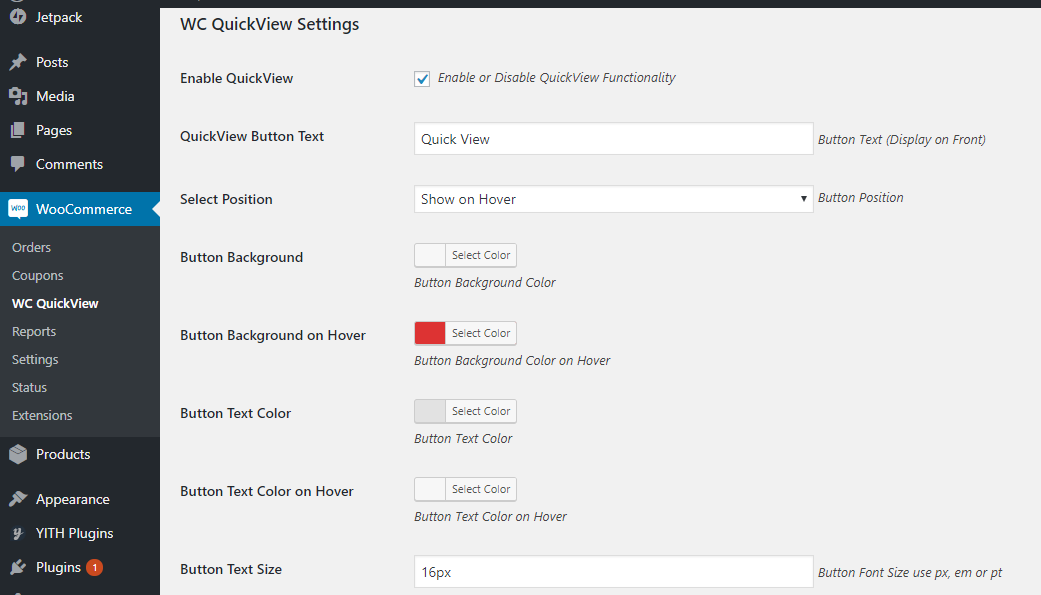 Jetpack
Posts
Media
Pages
Comments
WOO WooCommerce
Orders
Coupons
WC QuickView
Reports
Settings
Status
Extensions
Products
Appearance
YITH Plugins
Plugins 1
WC QuickView Settings
Enable QuickView Enable or Disable QuickView Functionality
QuickView Button Text Quick View Button Text (Display on Front)
Select Position Show on Hover Button Position
Button Background Select Color
Button Background Color
Button Background on Hover Select Color
Button Background Color on Hover
Button Text Color Select Color
Button Text Color
Button Text Color on Hover Select Color
Button Text Color on Hover
Button Text Size 16px Button Font Size use px, em or pt